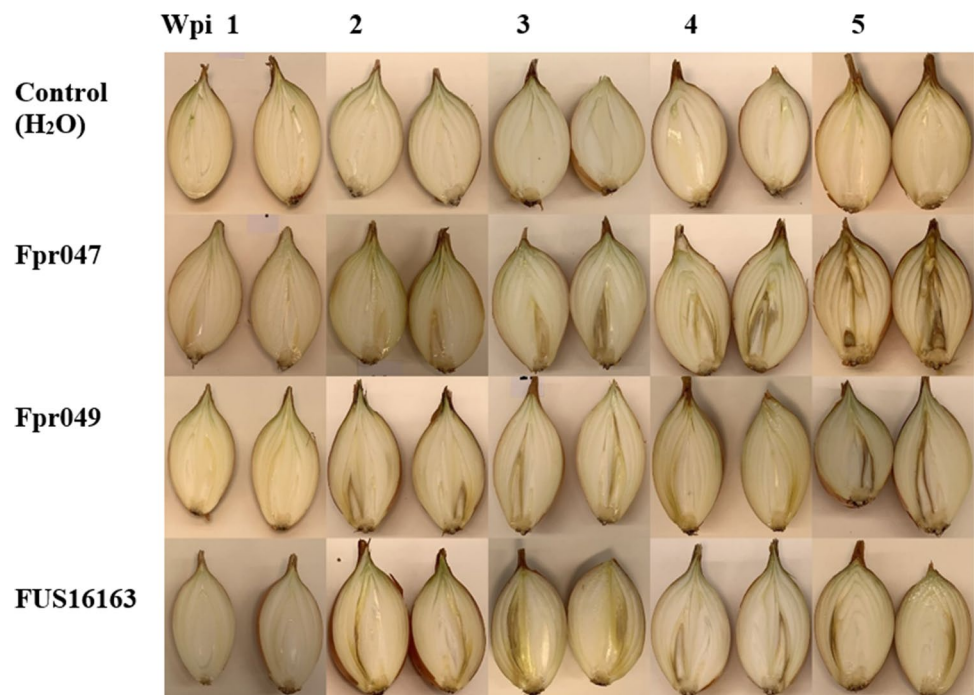 Wpi 1 2 3 4 5
Control
(H₂O)
Fpr047
Fpr049
FUS16163